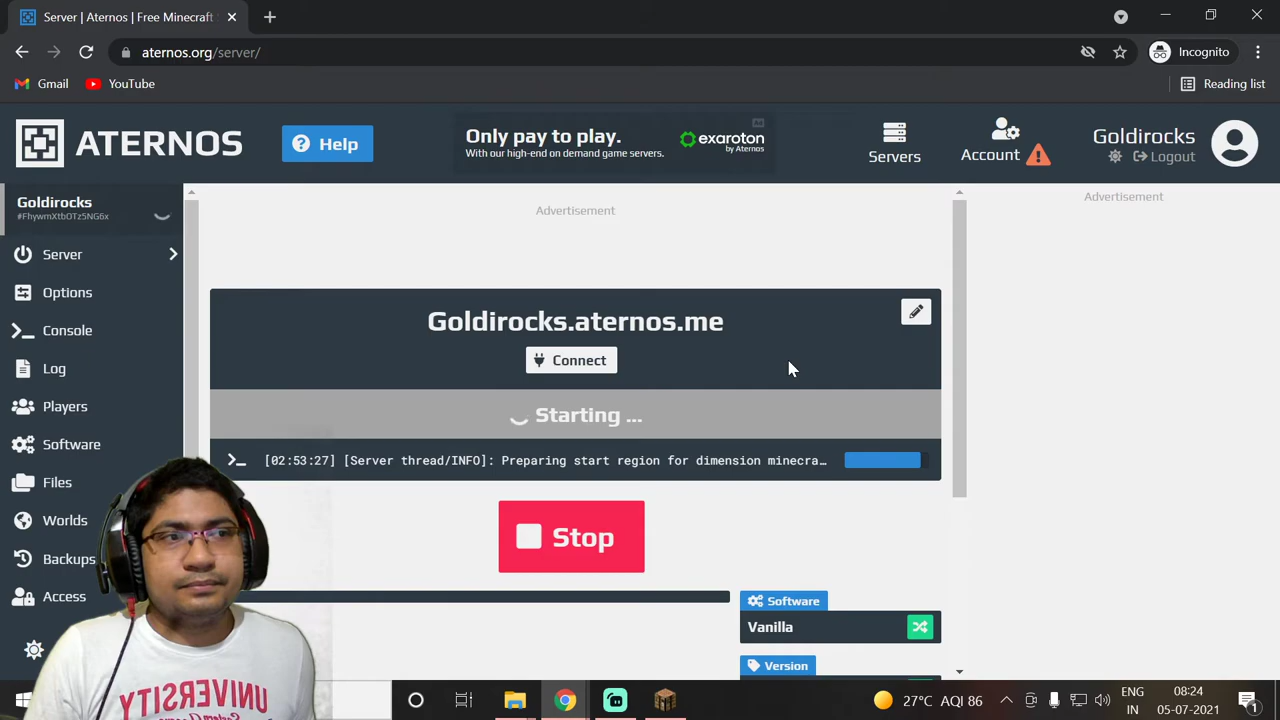 Server | Aternos | Free Minecraft
aternos.org/server/
Incognito
Gmail
YouTube
Reading list
ATERNOS
Help
Only pay to play.
With our high-end on demand game servers.
exaroton
by Aternos
Ad
Servers
Account
Goldirocks
Logout
Goldirocks
#FhywmXtbOTz5NG6x
Server
Options
Console
Log
Players
Software
Files
Worlds
Backups
Access
Advertisement
Advertisement
Goldirocks.aternos.me
Connect
Starting ...
[02:53:27] [Server thread/INFO]: Preparing start region for dimension minecra…
Stop
Software
Vanilla
Version
UNIVERSITY
27°C AQI 86
ENG
IN
08:24
05-07-2021
1